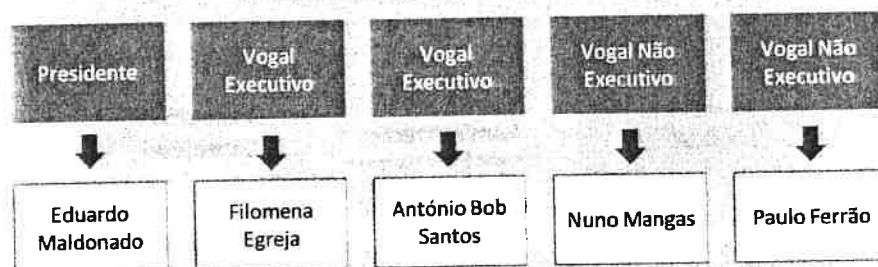 Presidente
Vogal
Executivo
Vogal
Executivo
Vogal Não
Executivo
Vogal Não
Executivo
Eduardo
Maldonado
Filomena
Egreja
António Bob
Santos
Nuno Mangas
Paulo Ferrão